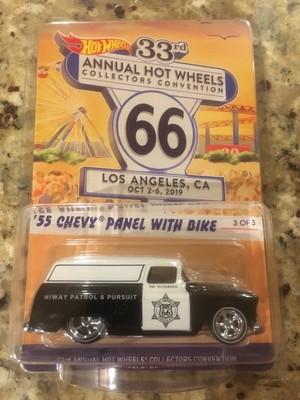 Hot Wheels
33rd
ANNUAL HOT WHEELS
COLLECTORS CONVENTION
66
LOS ANGELES, CA
OCT 2-6, 2019
'55 CHEVY® PANEL WITH BIKE
3 OF 3
HIWAY PATROL & PURSUIT
66
33rd ANNUAL HOT WHEELS® COLLECTORS CONVENTION